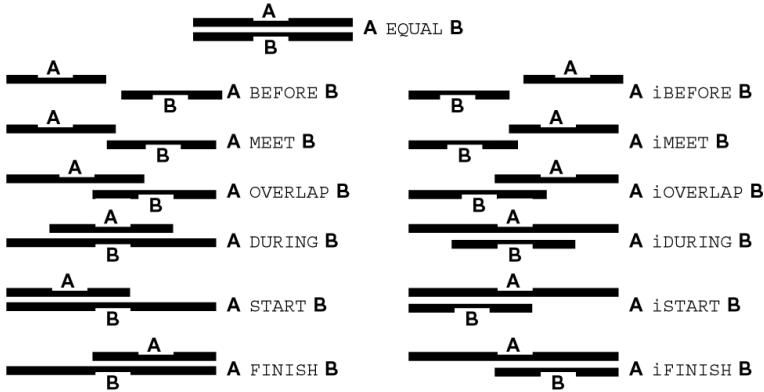 A
A EQUAL B
B
A
A BEFORE B
B
A
A iBEFORE B
B
A
A MEET B
B
A
A iMEET B
B
A
A OVERLAP B
B
A
A iOVERLAP B
B
A
A DURING B
B
A
A iDURING B
B
A
A START B
B
A
A iSTART B
B
A
A FINISH B
B
A
A iFINISH B
B